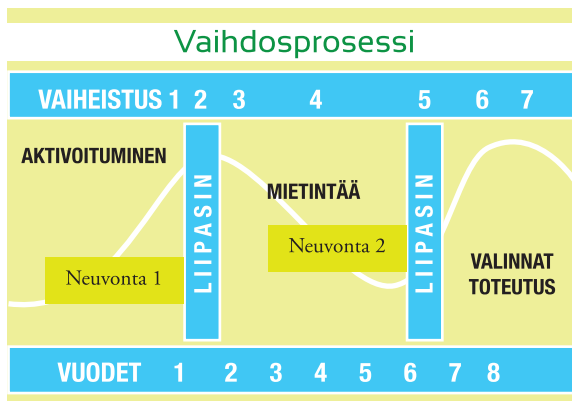 Vaihdosprosessi
VAIHEISTUS 1 2 3 4 5 6 7
AKTIVOITUMINEN
LIIPASIN
MIETINTÄÄ
LIIPASIN
Neuvonta 1
Neuvonta 2
VALINNAT
TOTEUTUS
VUODET 1 2 3 4 5 6 7 8